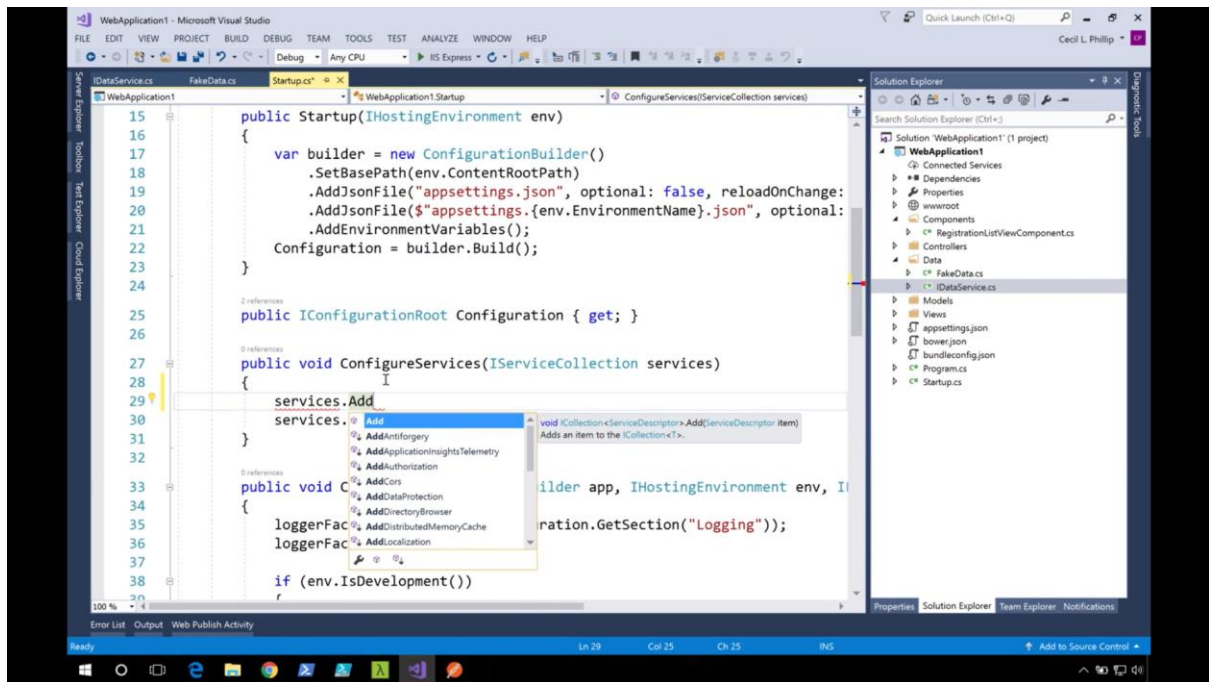 WebApplication1 - Microsoft Visual Studio
Quick Launch (Ctrl+Q)
FILE EDIT VIEW PROJECT BUILD DEBUG TEAM TOOLS TEST ANALYZE WINDOW HELP
Cecil L. Phillip CP
Debug Any CPU IIS Express
Server Explorer
Toolbox
Test Explorer
Cloud Explorer
IDataService.cs FakeData.cs Startup.cs*
WebApplication1 WebApplication1.Startup ConfigureServices(IServiceCollection services)
15 public Startup(IHostingEnvironment env)
16 {
17 var builder = new ConfigurationBuilder()
18 .SetBasePath(env.ContentRootPath)
19 .AddJsonFile("appsettings.json", optional: false, reloadOnChange:
20 .AddJsonFile($"appsettings.{env.EnvironmentName}.json", optional:
21 .AddEnvironmentVariables();
22 Configuration = builder.Build();
23 }
24
2 references
25 public IConfigurationRoot Configuration { get; }
26
0 references
27 public void ConfigureServices(IServiceCollection services)
28 {
29 services.Add
30 services.
31 }
32
0 references
33 public void C ilder app, IHostingEnvironment env, I
34 {
35 loggerFac ration.GetSection("Logging"));
36 loggerFac
37
38 if (env.IsDevelopment())
39 {
Add
AddAntiforgery
AddApplicationInsightsTelemetry
AddAuthorization
AddCors
AddDataProtection
AddDirectoryBrowser
AddDistributedMemoryCache
AddLocalization
void ICollection<ServiceDescriptor>.Add(ServiceDescriptor item)
Adds an item to the ICollection<T>.
100 %
Solution Explorer
Search Solution Explorer (Ctrl+;)
Solution 'WebApplication1' (1 project)
WebApplication1
Connected Services
Dependencies
Properties
wwwroot
Components
C# RegistrationListViewComponent.cs
Controllers
Data
C# FakeData.cs
C# IDataService.cs
Models
Views
appsettings.json
bower.json
bundleconfig.json
C# Program.cs
C# Startup.cs
Properties Solution Explorer Team Explorer Notifications
Diagnostic Tools
Error List Output Web Publish Activity
Ready Ln 29 Col 25 Ch 25 INS Add to Source Control